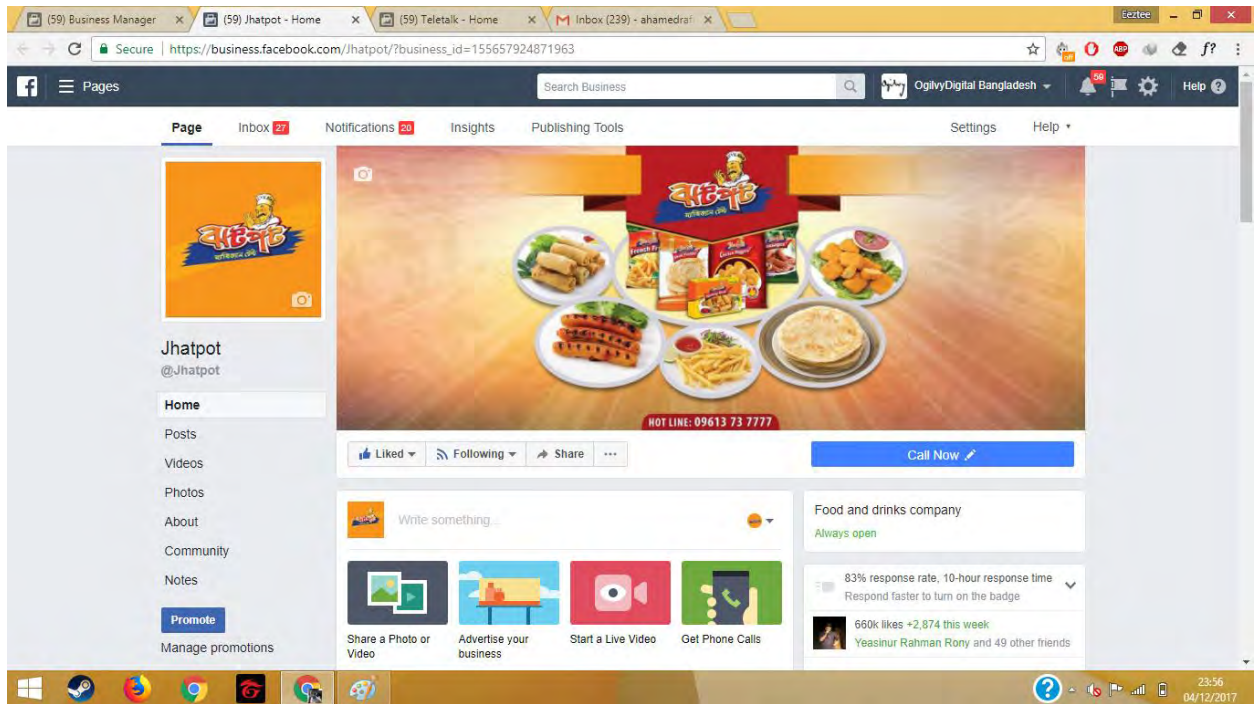 (59) Business Manager
(59) Jhatpot - Home
(59) Teletalk - Home
Inbox (239) - ahamedraf
Eeztee
Secure | https://business.facebook.com/Jhatpot/?business_id=155657924871963
Pages
Search Business
OgilvyDigital Bangladesh
59
Help
Page
Inbox 27
Notifications 20
Insights
Publishing Tools
Settings
Help
ঝটপট
ঝটপট
HOT LINE: 09613 73 7777
Jhatpot
@Jhatpot
Home
Posts
Videos
Photos
About
Community
Notes
Promote
Manage promotions
Liked
Following
Share
Call Now
Write something...
Share a Photo or
Video
Advertise your
business
Start a Live Video
Get Phone Calls
Food and drinks company
Always open
83% response rate, 10-hour response time
Respond faster to turn on the badge
660k likes +2,874 this week
Yeasinur Rahman Rony and 49 other friends
23:56
04/12/2017